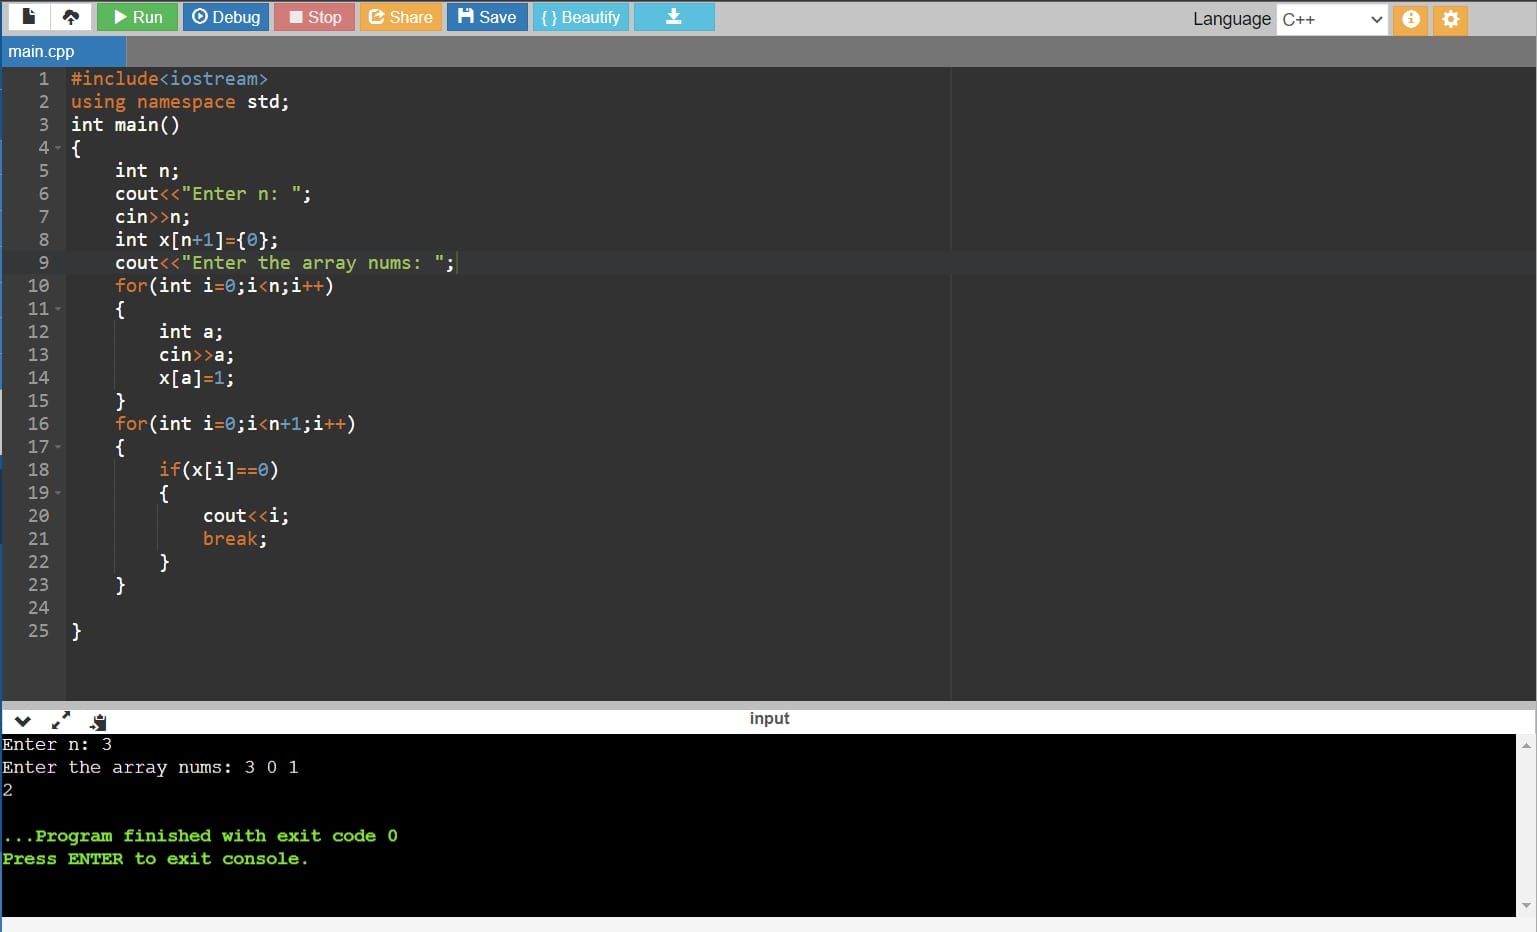 Run Debug Stop Share Save { } Beautify Language C++
main.cpp
1 #include<iostream>
2 using namespace std;
3 int main()
4 {
5 int n;
6 cout<<"Enter n: ";
7 cin>>n;
8 int x[n+1]={0};
9 cout<<"Enter the array nums: ";
10 for(int i=0;i<n;i++)
11 {
12 int a;
13 cin>>a;
14 x[a]=1;
15 }
16 for(int i=0;i<n+1;i++)
17 {
18 if(x[i]==0)
19 {
20 cout<<i;
21 break;
22 }
23 }
24
25 }
input
Enter n: 3
Enter the array nums: 3 0 1
2
...Program finished with exit code 0
Press ENTER to exit console.